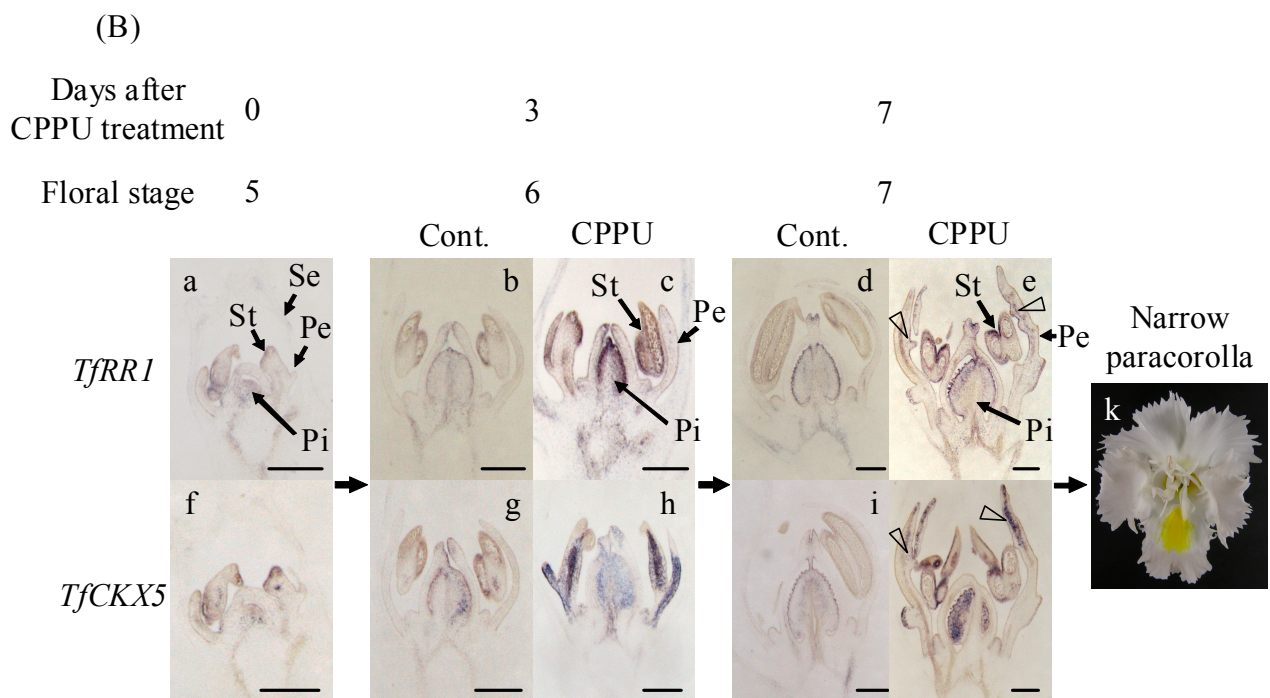 (B)
Days after
CPPU treatment
0
3
7
Floral stage
5
6
7
Cont.
CPPU
Cont.
CPPU
TfRR1
a
Se
St
Pe
Pi
b
c
St
Pe
Pi
d
e
St
Pe
Pi
Narrow
paracorolla
k
TfCKX5
f
g
h
i